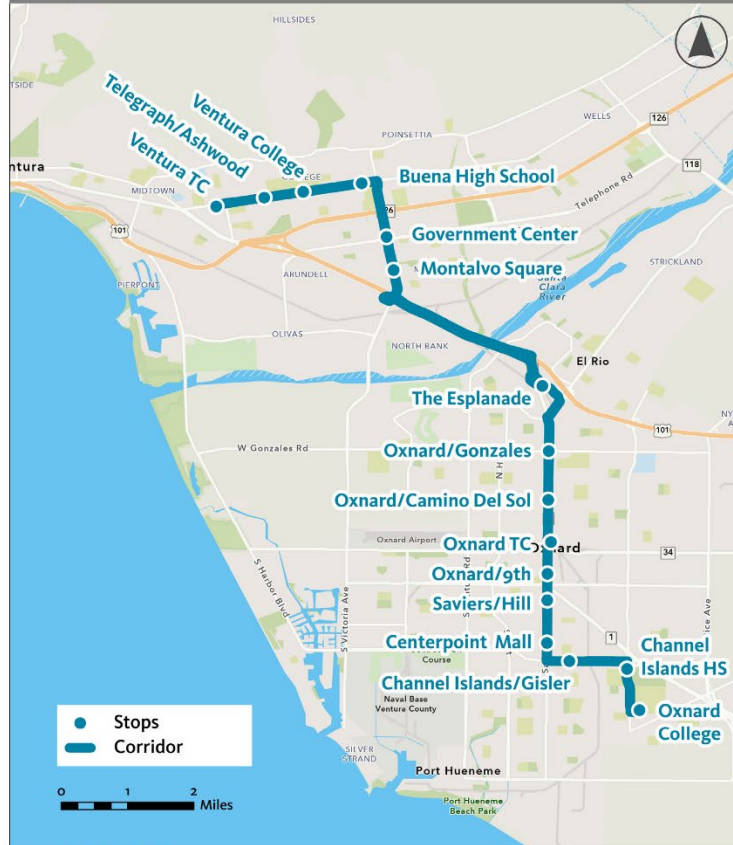 HILLSIDES
Telegraph/Ashwood
Ventura College
Ventura TC
POINSETTIA
WELLS
126
118
ntura
MIDTOWN
Buena High School
Telephone Rd
101
Government Center
STRICKLAND
ARUNDELL
Montalvo Square
Santa
Clara
River
PIERPONT
OLIVAS
NORTH BANK
El Rio
The Esplanade
101
W Gonzales Rd
Oxnard/Gonzales
Oxnard/Camino Del Sol
Oxnard Airport
Oxnard TC
Oxnard
34
Oxnard/9th
S Harbor Blvd
S Victoria Ave
Saviers/Hill
1
Centerpoint Mall
Course
Channel
Islands HS
Channel Islands/Gisler
Naval Base
Ventura County
Oxnard
College
Stops
Corridor
SILVER
STRAND
Port Hueneme
0 1 2
Miles
Port Hueneme
Beach Park